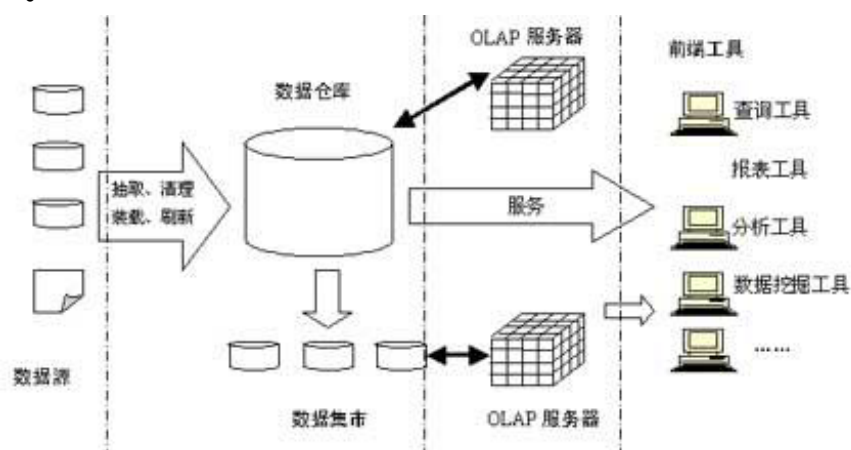 OLAP 服务器
前端工具
数据仓库
查询工具
报表工具
抽取、清理
装载、刷新
服务
分析工具
数据挖掘工具
……
数据源
数据集市
OLAP 服务器